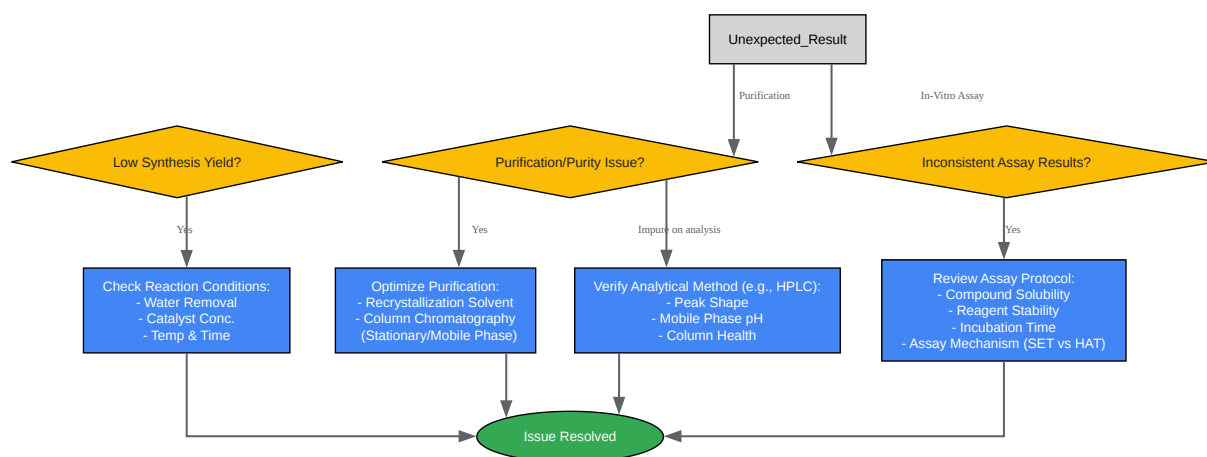 Unexpected_Result
Purification
In-Vitro Assay
Low Synthesis Yield?
Purification/Purity Issue?
Inconsistent Assay Results?
Yes
Yes
Impure on analysis
Yes
Check Reaction Conditions:
- Water Removal
- Catalyst Conc.
- Temp & Time
Optimize Purification:
- Recrystallization Solvent
- Column Chromatography
(Stationary/Mobile Phase)
Verify Analytical Method (e.g., HPLC):
- Peak Shape
- Mobile Phase pH
- Column Health
Review Assay Protocol:
- Compound Solubility
- Reagent Stability
- Incubation Time
- Assay Mechanism (SET vs HAT)
Issue Resolved